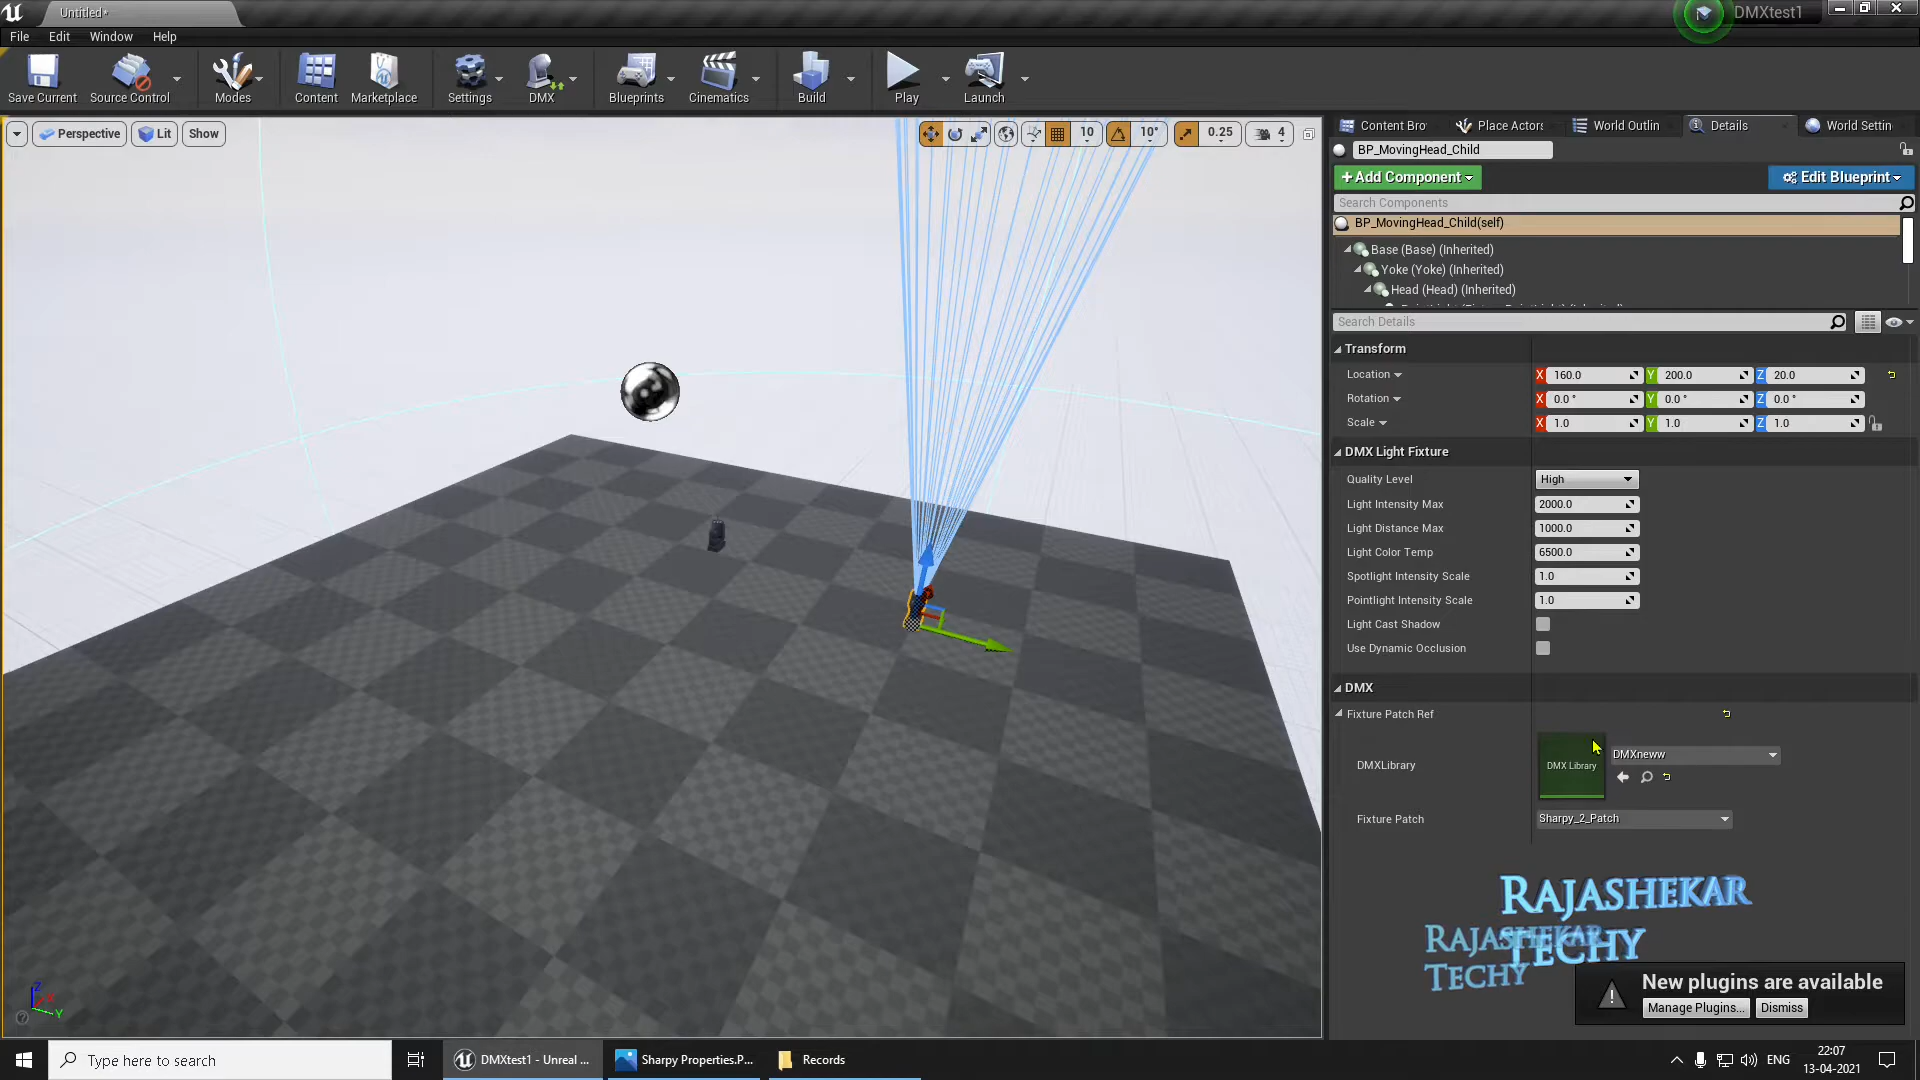 Untitled*
DMXtest1
File Edit Window Help
Save Current Source Control Modes Content Marketplace Settings DMX Blueprints Cinematics Build Play Launch
Perspective Lit Show
10 10° 0.25 4
Content Bro Place Actors World Outlin Details World Settin
BP_MovingHead_Child
+Add Component Edit Blueprint
Search Components
BP_MovingHead_Child(self)
Base (Base) (Inherited)
Yoke (Yoke) (Inherited)
Head (Head) (Inherited)
Search Details
Transform
Location X 160.0 Y 200.0 Z 20.0
Rotation X 0.0 ° Y 0.0 ° Z 0.0 °
Scale X 1.0 Y 1.0 Z 1.0
DMX Light Fixture
Quality Level High
Light Intensity Max 2000.0
Light Distance Max 1000.0
Light Color Temp 6500.0
Spotlight Intensity Scale 1.0
Pointlight Intensity Scale 1.0
Light Cast Shadow
Use Dynamic Occlusion
DMX
Fixture Patch Ref
DMXLibrary DMX Library DMXneww
Fixture Patch Sharpy_2_Patch
RAJASHEKAR
TECHY
RAJASHEKAR
TECHY
New plugins are available
Manage Plugins... Dismiss
Z X Y
Type here to search
DMXtest1 - Unreal ...
Sharpy Properties.P...
Records
ENG
22:07
13-04-2021